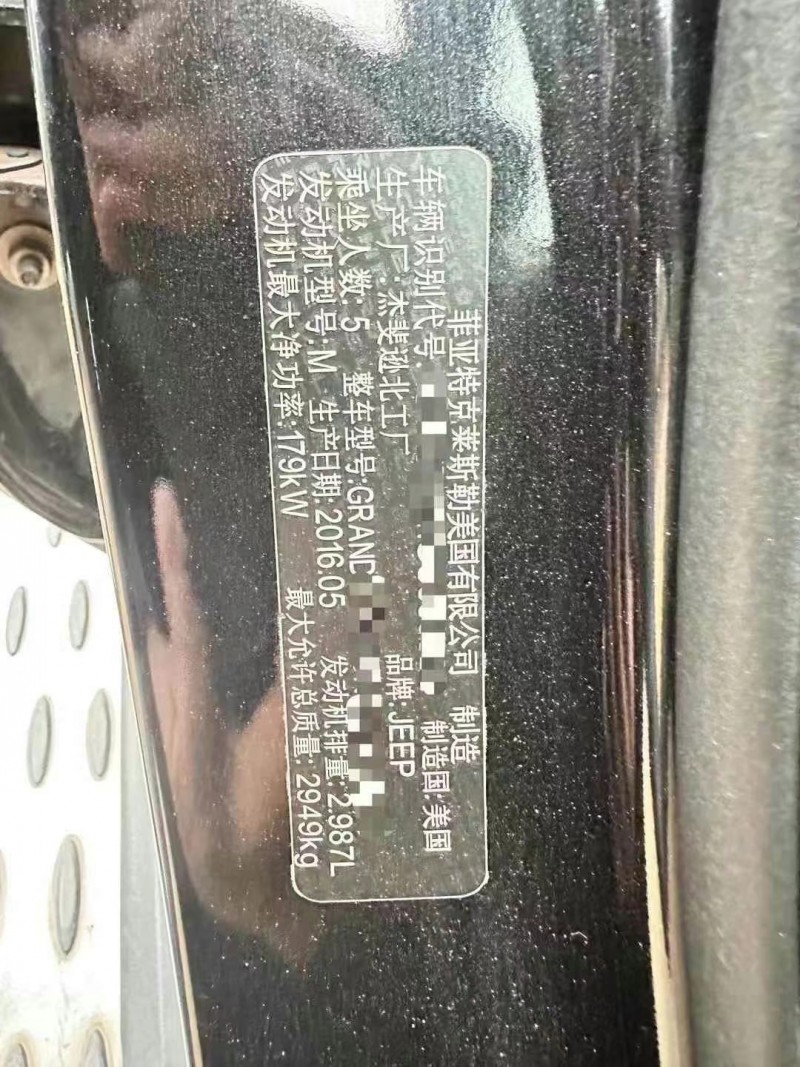 菲亚特克莱斯勒美国有限公司 制造
车辆识别代号: 制造国:美国
生产厂:杰斐逊北工厂 品牌:JEEP
乘坐人数:5 整车型号:GRAND
发动机型号:M 生产日期:2016.05 发动机排量:2.987L
发动机最大净功率:179kW 最大允许总质量:2949kg